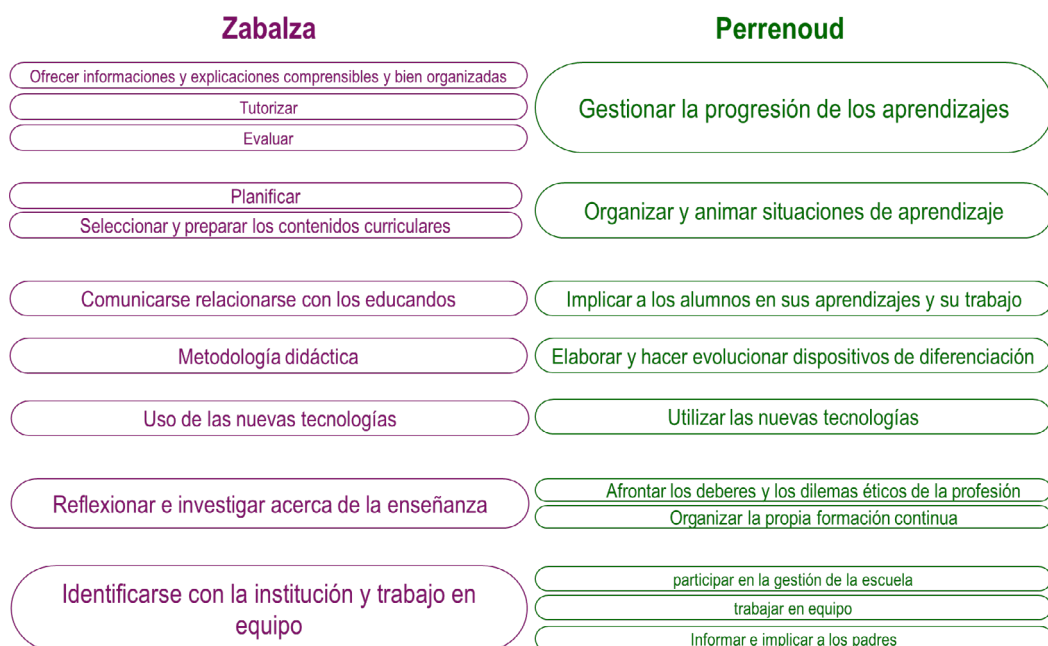 Zabalza
Perrenoud
Ofrecer informaciones y explicaciones comprensibles y bien organizadas
Tutorizar
Evaluar
Gestionar la progresión de los aprendizajes
Planificar
Seleccionar y preparar los contenidos curriculares
Organizar y animar situaciones de aprendizaje
Comunicarse relacionarse con los educandos
Implicar a los alumnos en sus aprendizajes y su trabajo
Metodología didáctica
Elaborar y hacer evolucionar dispositivos de diferenciación
Uso de las nuevas tecnologías
Utilizar las nuevas tecnologías
Reflexionar e investigar acerca de la enseñanza
Afrontar los deberes y los dilemas éticos de la profesión
Organizar la propia formación continua
Identificarse con la institución y trabajo en
equipo
participar en la gestión de la escuela
trabajar en equipo
Informar e implicar a los padres